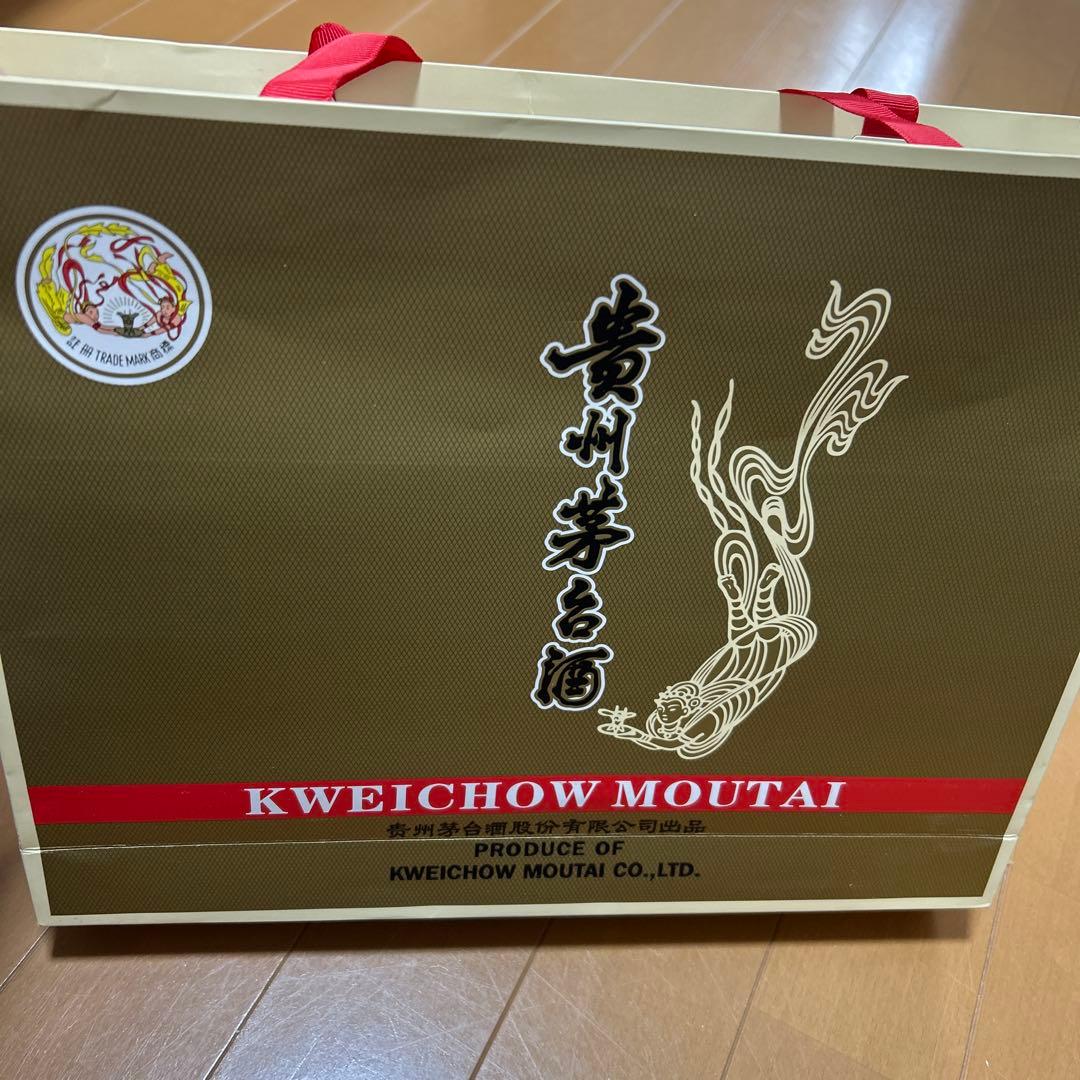 註册 TRADE MARK 商標
贵州茅台酒
KWEICHOW MOUTAI
贵州茅台酒股份有限公司出品
PRODUCE OF
KWEICHOW MOUTAI CO.,LTD.